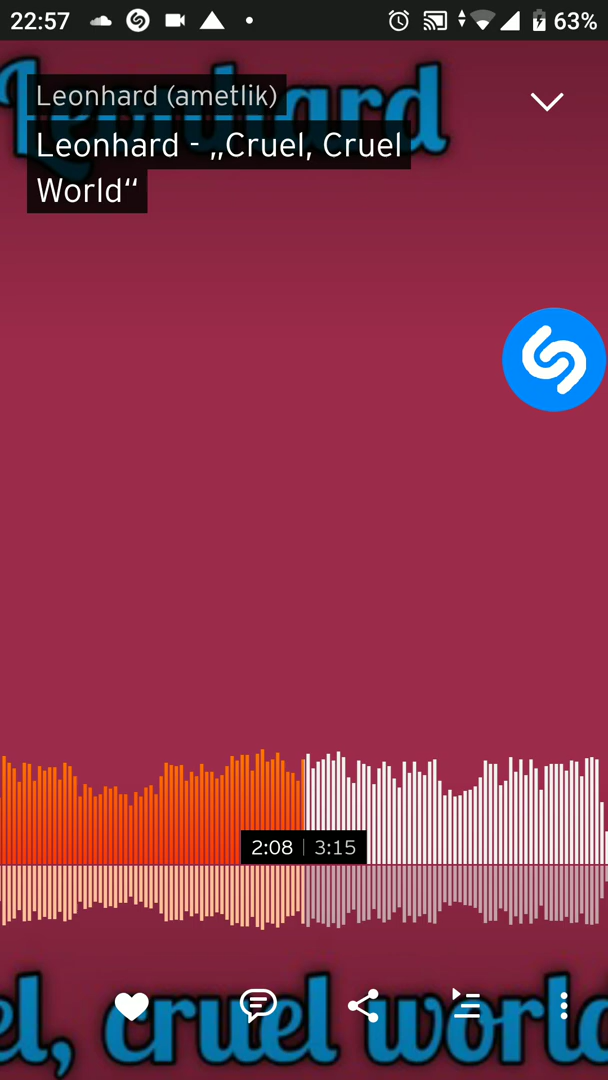 22:57
63%
Leonhard
Leonhard (ametlik)
Leonhard - „Cruel, Cruel
World“
2:08 | 3:15
el, cruel world